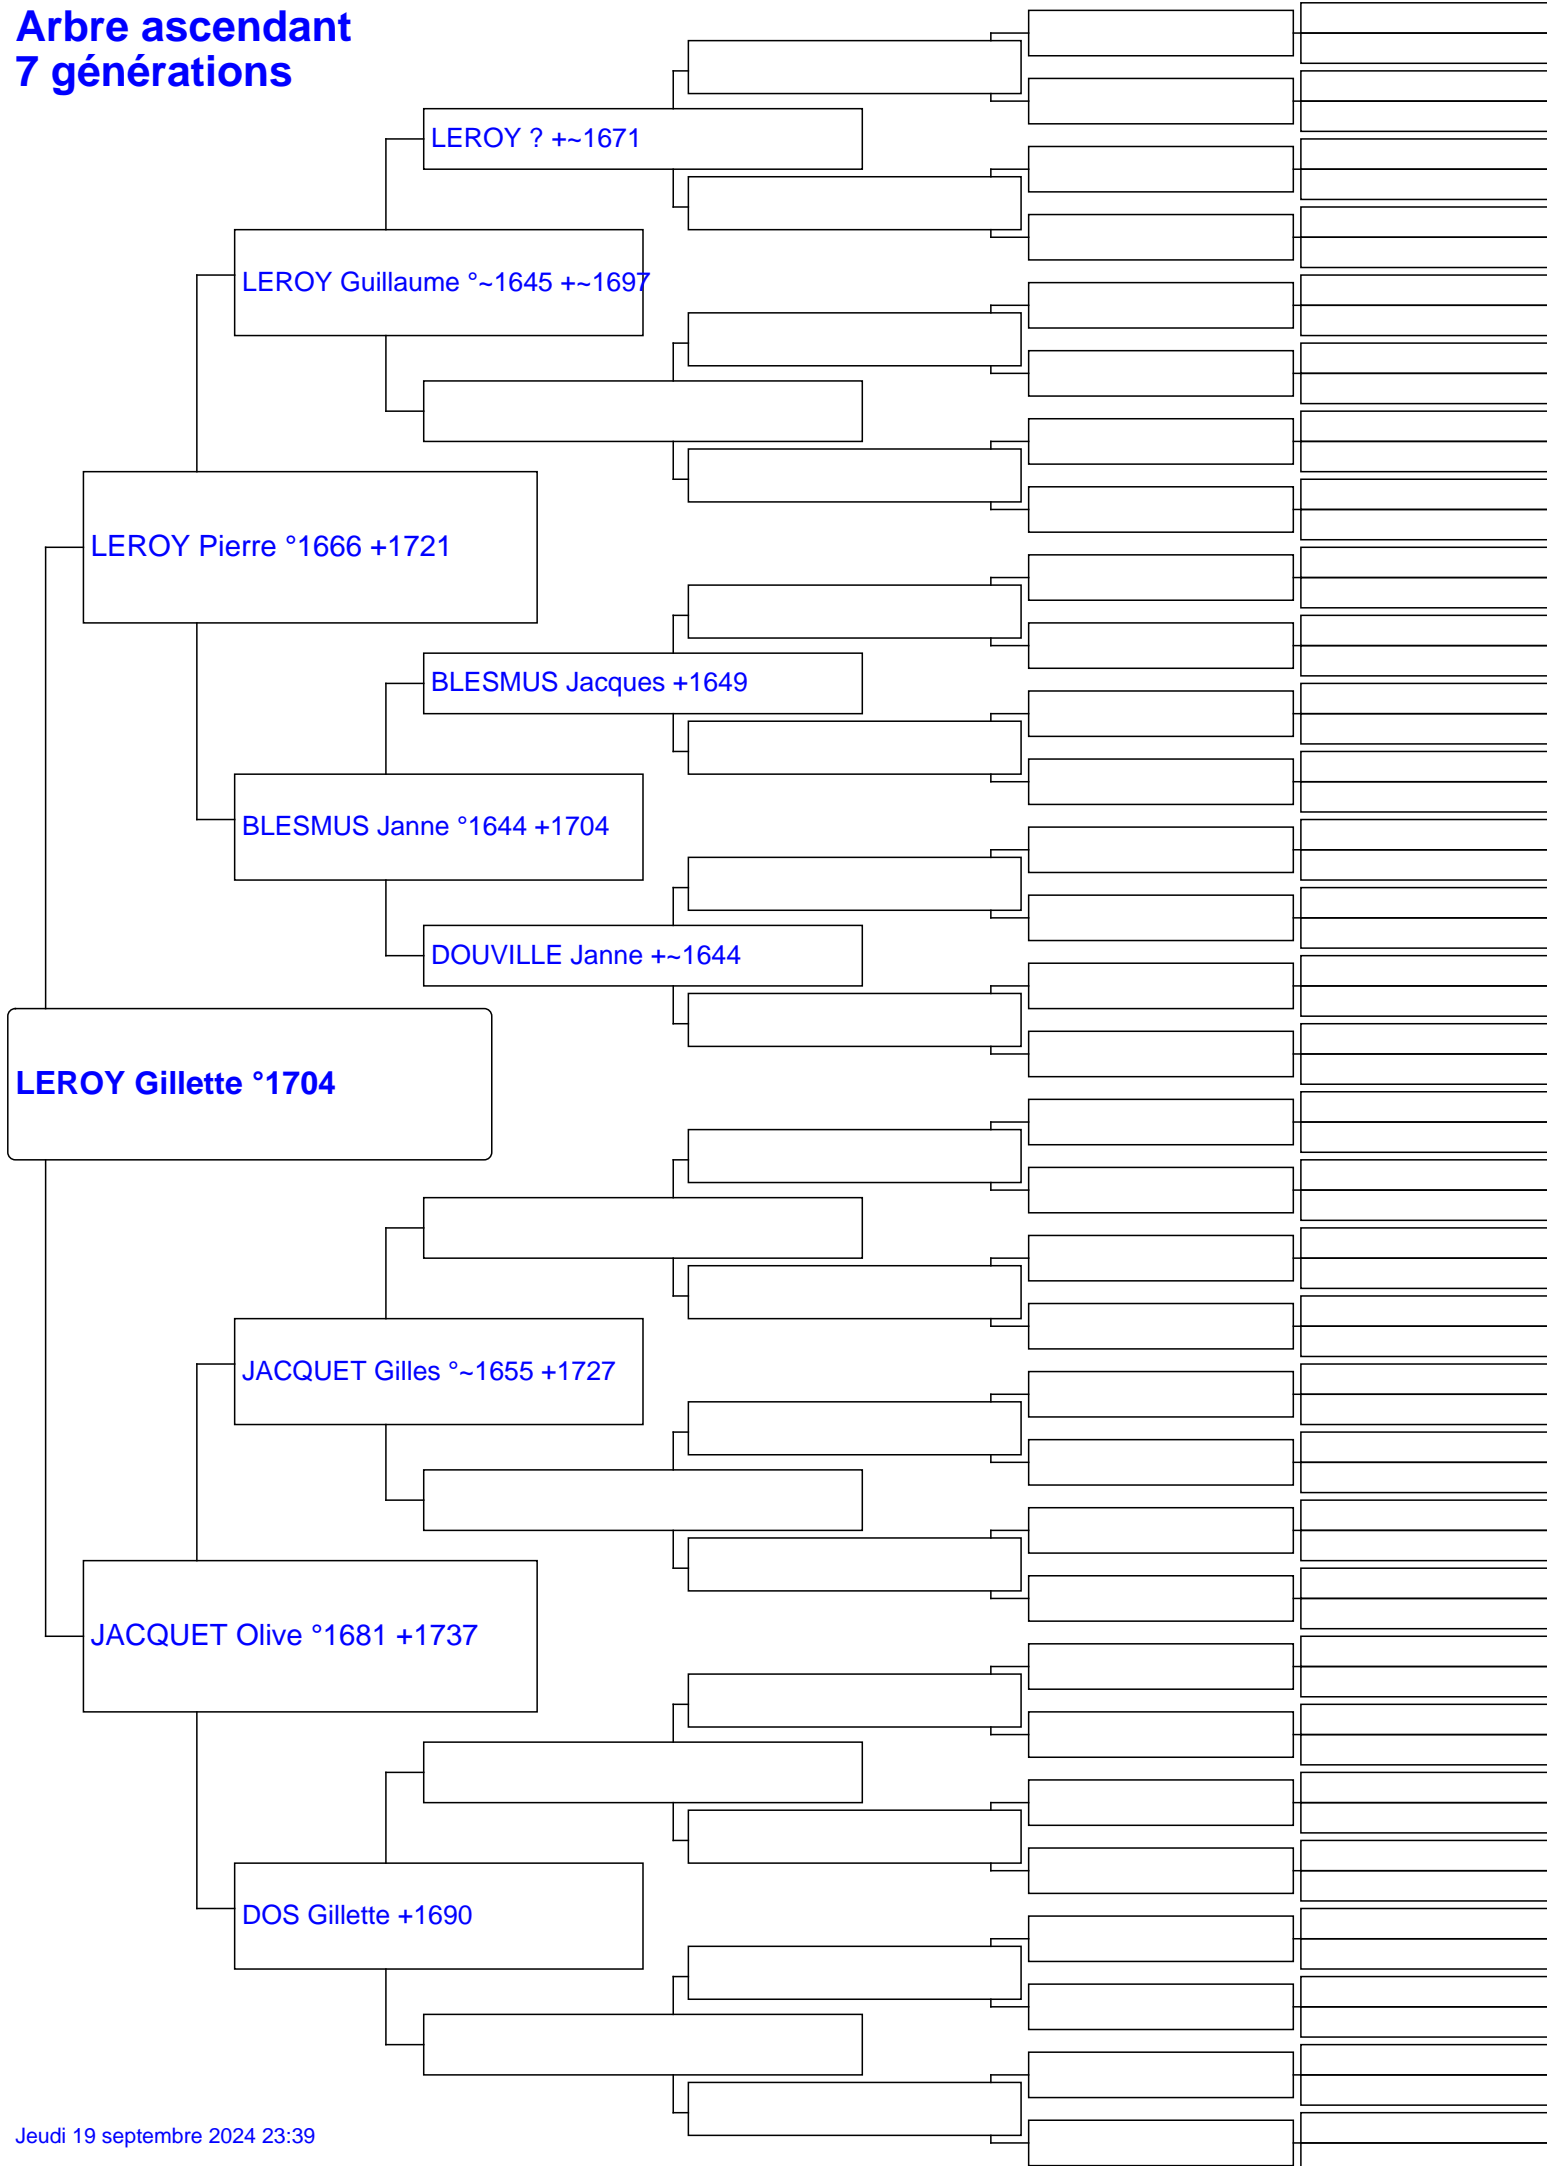 Arbre ascendant
7 générations
LEROY ? +~1671
LEROY Guillaume °~1645 +~1697
LEROY Pierre °1666 +1721
BLESMUS Jacques +1649
BLESMUS Janne °1644 +1704
DOUVILLE Janne +~1644
LEROY Gillette °1704
JACQUET Gilles °~1655 +1727
JACQUET Olive °1681 +1737
DOS Gillette +1690
Jeudi 19 septembre 2024 23:39